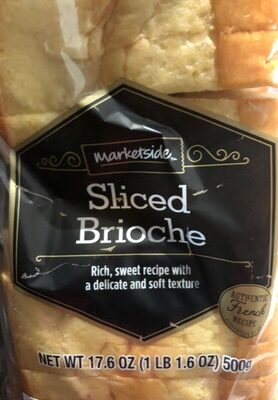 marketside
Sliced
Brioche
Rich, sweet recipe with
a delicate and soft texture
AUTHENTIC
French
RECIPE
NET WT 17.6 OZ (1 LB 1.6 OZ) 500g